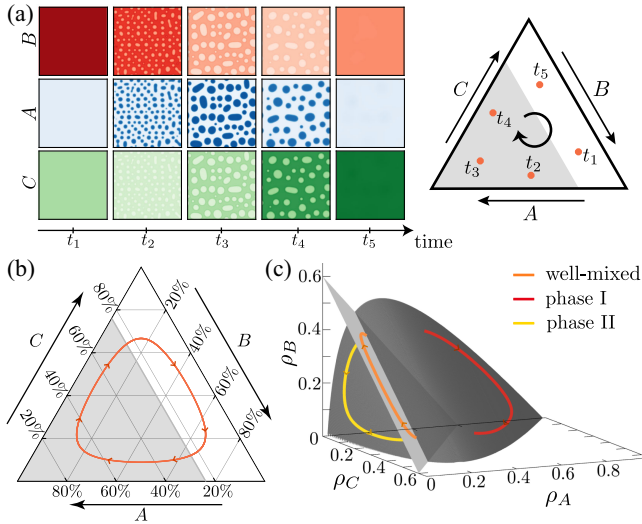 (a)
B
A
C
t1 t2 t3 t4 t5 time
C
B
A
t5
t4
t1
t2
t3
(b)
80% 20%
C
60%
B
40%
40%
60%
20%
80%
80% 60% 40% 20%
A
(c)
well-mixed
phase I
phase II
ρB
0.6
0.4
0.2
0
0.2
0.4
0.6
ρC
0 0.2 0.4 0.6 0.8
ρA